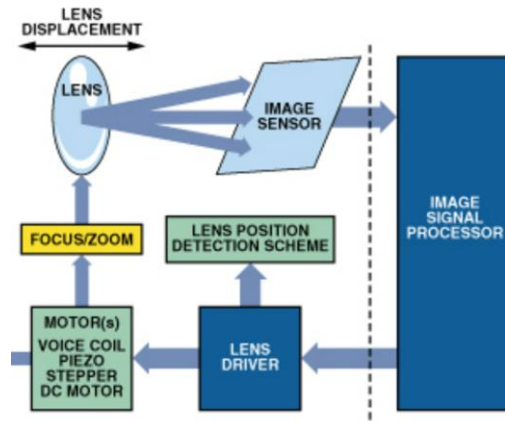 LENS
DISPLACEMENT
LENS
IMAGE
SENSOR
IMAGE
SIGNAL
PROCESSOR
FOCUS/ZOOM
LENS POSITION
DETECTION SCHEME
MOTOR(s)
VOICE COIL
PIEZO
STEPPER
DC MOTOR
LENS
DRIVER